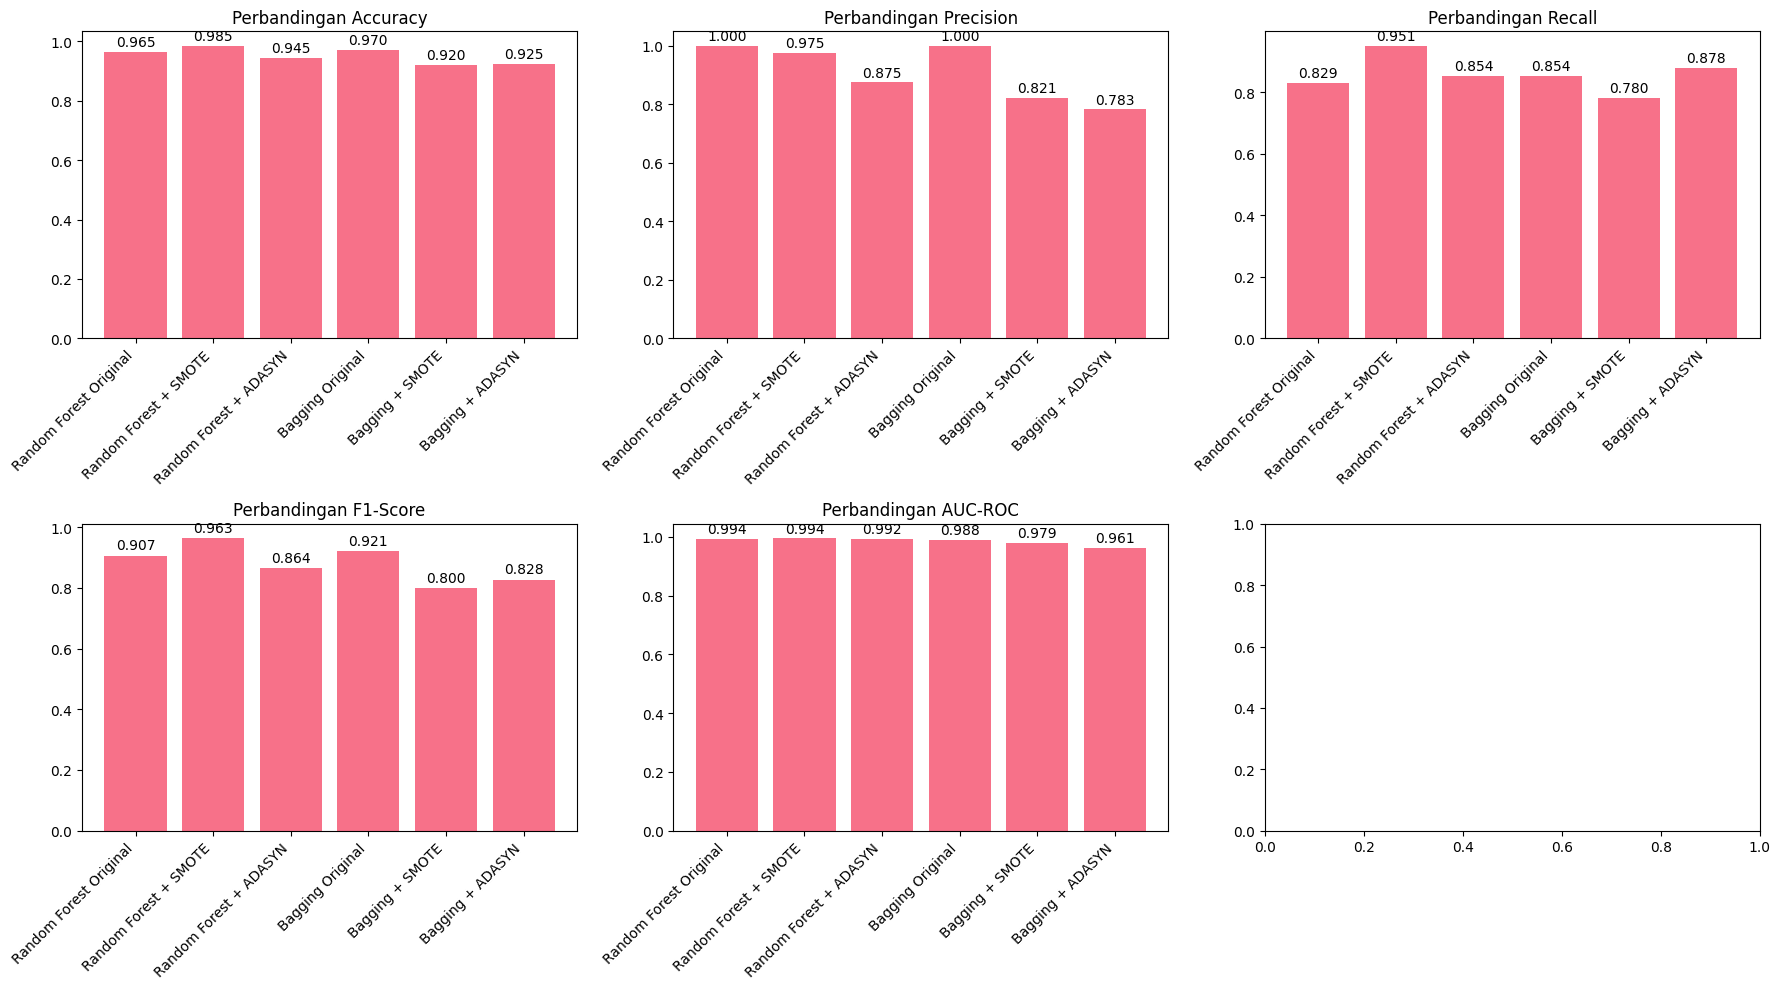 Perbandingan Accuracy
1.0
0.8
0.6
0.4
0.2
0.0
0.965
0.985
0.945
0.970
0.920
0.925
Random Forest Original
Random Forest + SMOTE
Random Forest + ADASYN
Bagging Original
Bagging + SMOTE
Bagging + ADASYN
Perbandingan Precision
1.0
0.8
0.6
0.4
0.2
0.0
1.000
0.975
0.875
1.000
0.821
0.783
Random Forest Original
Random Forest + SMOTE
Random Forest + ADASYN
Bagging Original
Bagging + SMOTE
Bagging + ADASYN
Perbandingan Recall
0.8
0.6
0.4
0.2
0.0
0.829
0.951
0.854
0.854
0.780
0.878
Random Forest Original
Random Forest + SMOTE
Random Forest + ADASYN
Bagging Original
Bagging + SMOTE
Bagging + ADASYN
Perbandingan F1-Score
1.0
0.8
0.6
0.4
0.2
0.0
0.907
0.963
0.864
0.921
0.800
0.828
Random Forest Original
Random Forest + SMOTE
Random Forest + ADASYN
Bagging Original
Bagging + SMOTE
Bagging + ADASYN
Perbandingan AUC-ROC
1.0
0.8
0.6
0.4
0.2
0.0
0.994
0.994
0.992
0.988
0.979
0.961
Random Forest Original
Random Forest + SMOTE
Random Forest + ADASYN
Bagging Original
Bagging + SMOTE
Bagging + ADASYN
1.0
0.8
0.6
0.4
0.2
0.0
0.0 0.2 0.4 0.6 0.8 1.0